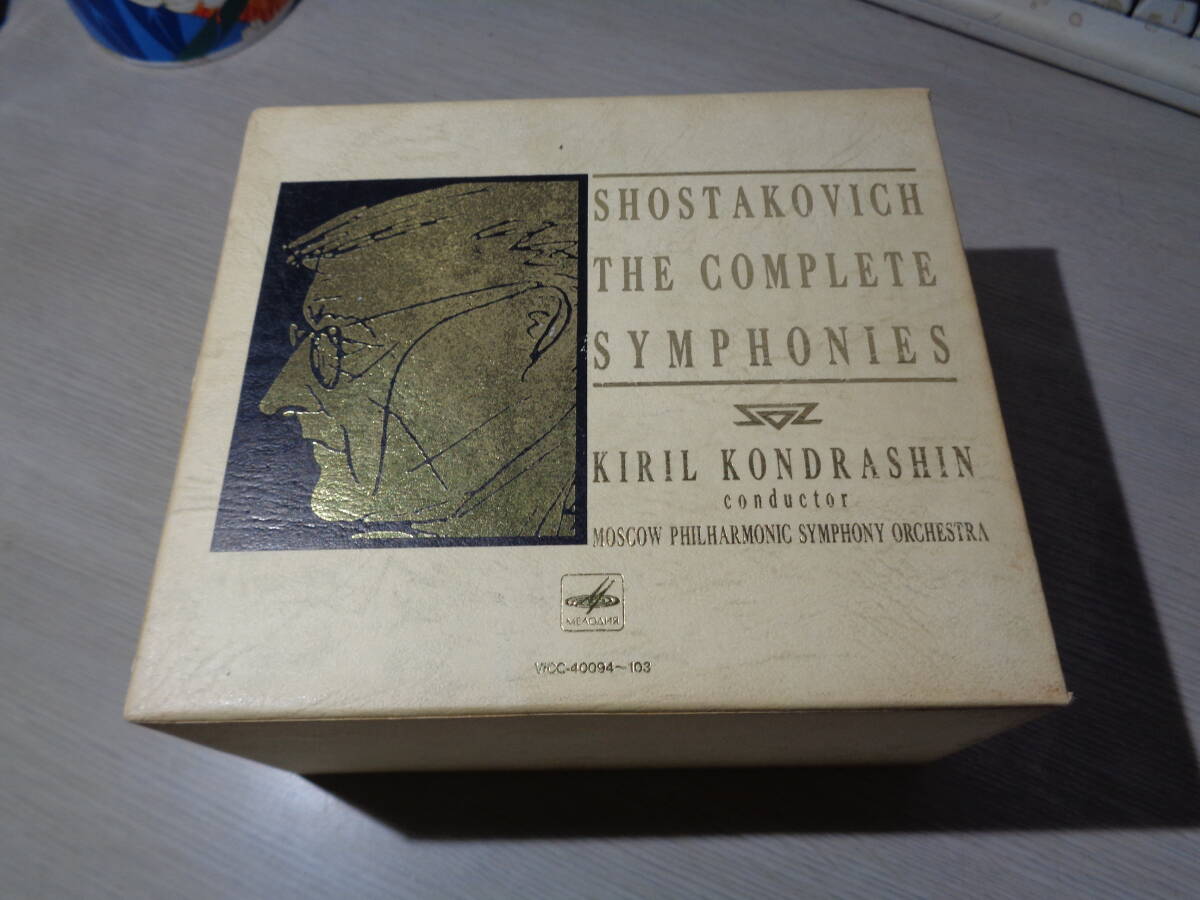 SHOSTAKOVICH
THE COMPLETE
SYMPHONIES
KIRIL KONDRASHIN
conductor
MOSCOW PHILHARMONIC SYMPHONY ORCHESTRA
МЕЛОДИЯ
VICC-40094~103